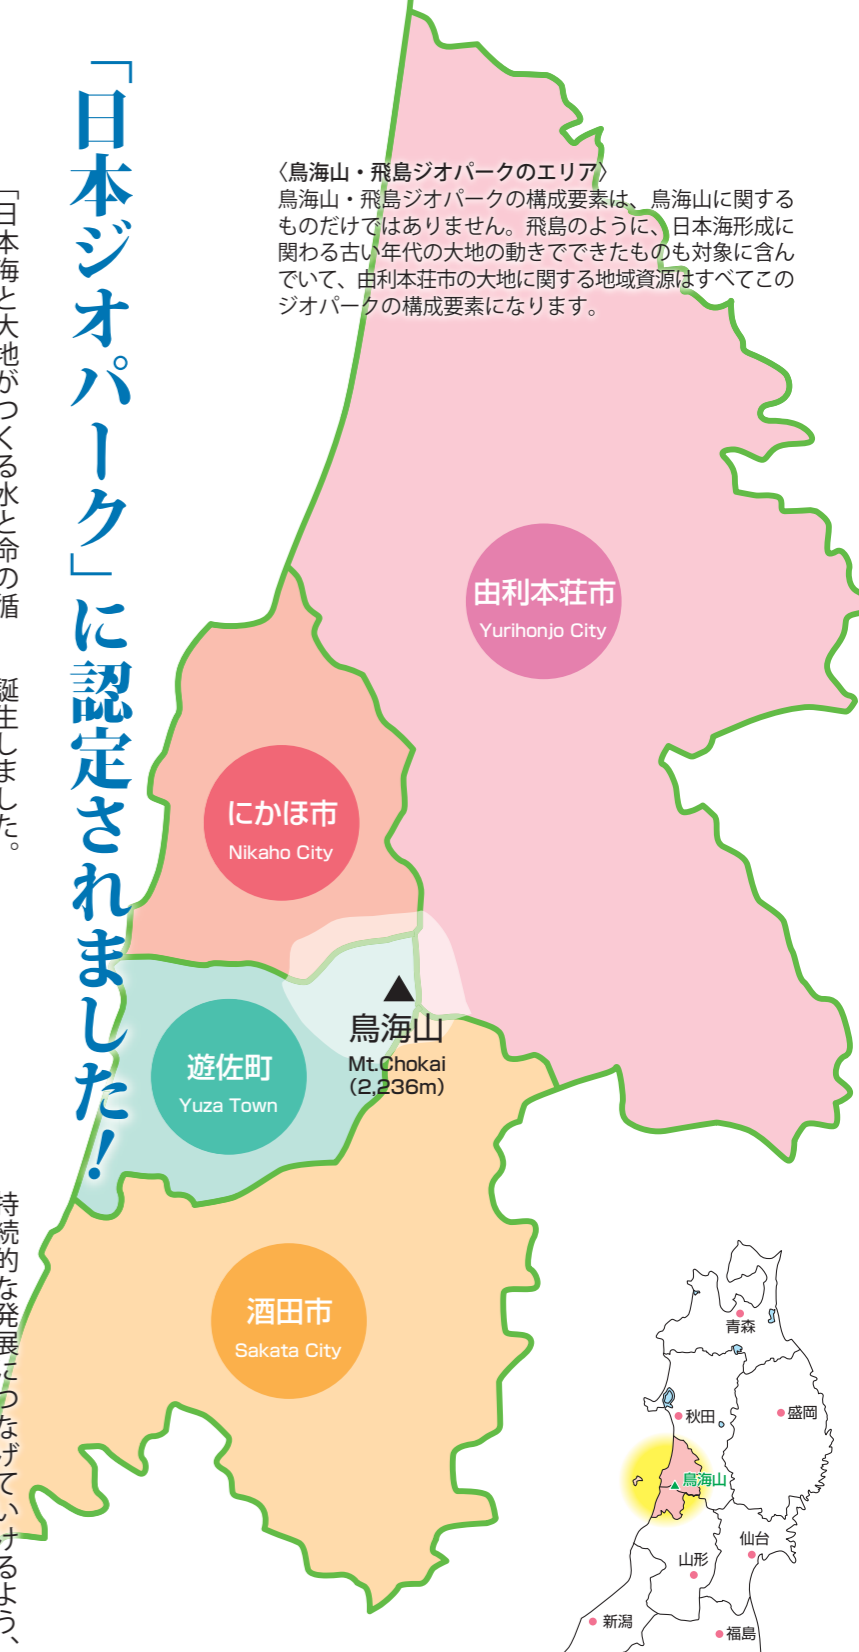 「日本ジオパーク」に認定されました！
〈鳥海山・飛島ジオパークのエリア〉
鳥海山・飛島ジオパークの構成要素は、鳥海山に関する
ものだけではありません。飛島のように、日本海形成に
関わる古い年代の大地の動きでできたものも対象に含ん
でいて、由利本荘市の大地に関する地域資源はすべてこの
ジオパークの構成要素になります。
「日本海と大地がつくる水と命の循
誕生しました。
持続的な発展につなげていけるよう、
由利本荘市
Yurihonjo City
にかほ市
Nikaho City
鳥海山
Mt.Chokai
(2,236m)
遊佐町
Yuza Town
酒田市
Sakata City
青森
秋田
盛岡
鳥海山
仙台
山形
新潟
福島